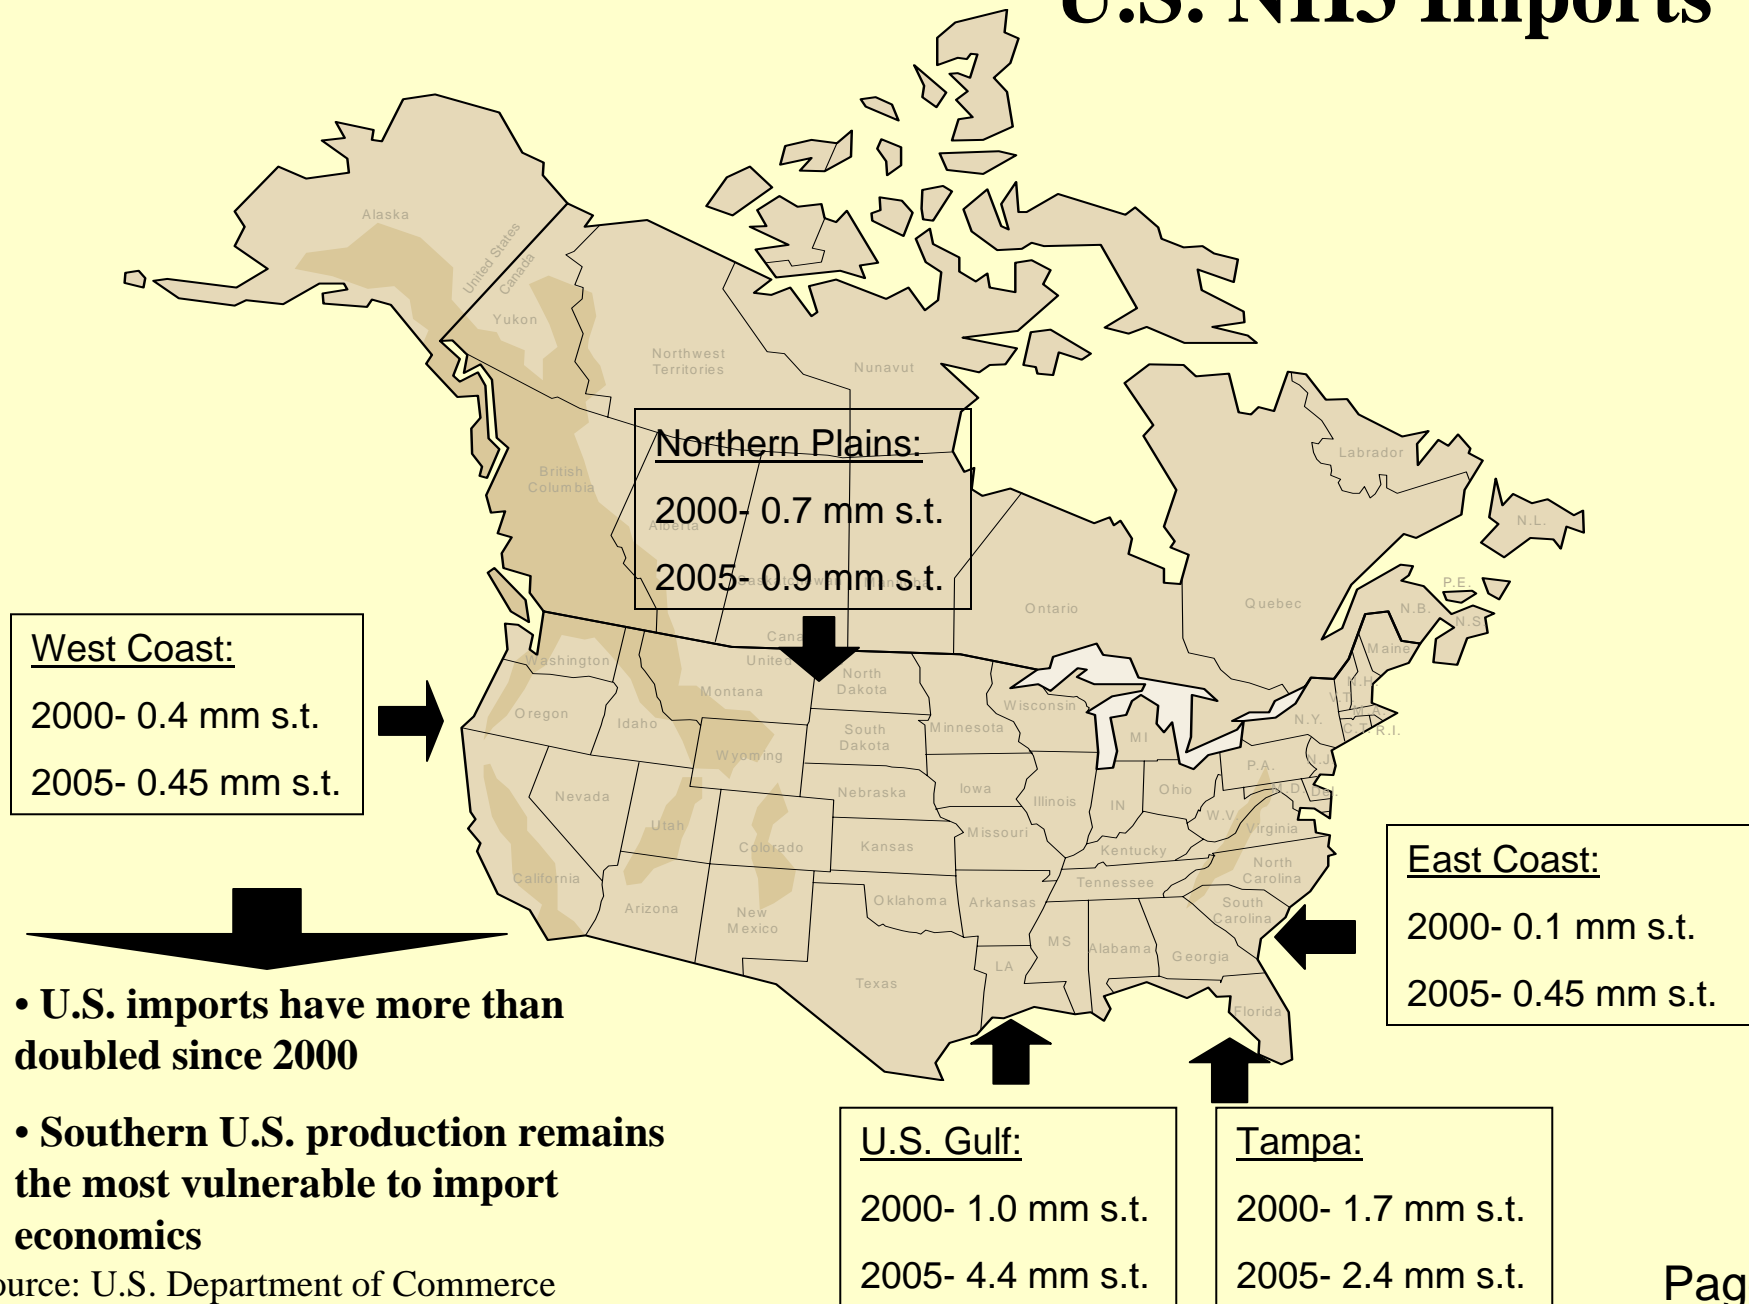 U.S. NH3 Imports
Alaska
United States
Canada
Yukon
Northwest
Territories
Nunavut
British
Columbia
Alberta
Saskatchewan
Manitoba
Ontario
Quebec
Labrador
N.L.
P.E.
N.B.
N.S.
Northern Plains:
2000- 0.7 mm s.t.
2005- 0.9 mm s.t.
West Coast:
2000- 0.4 mm s.t.
2005- 0.45 mm s.t.
United
Washington
Oregon
Idaho
Montana
North
Dakota
South
Dakota
Minnesota
Wisconsin
MI
Wyoming
Nebraska
Iowa
Illinois
IN
Ohio
P.A.
N.Y.
Maine
N.H
V.T
M.A.
C.T.
R.I.
N.J.
M.D.
Del.
W.V.
Virginia
Nevada
Utah
Colorado
Kansas
Missouri
Kentucky
North
Carolina
Tennessee
South
Carolina
California
Arizona
New
Mexico
Oklahoma
Arkansas
MS
Alabama
Georgia
LA
Texas
Florida
East Coast:
2000- 0.1 mm s.t.
2005- 0.45 mm s.t.
• U.S. imports have more than
doubled since 2000
• Southern U.S. production remains
the most vulnerable to import
economics
U.S. Gulf:
2000- 1.0 mm s.t.
2005- 4.4 mm s.t.
Tampa:
2000- 1.7 mm s.t.
2005- 2.4 mm s.t.
ource: U.S. Department of Commerce
Pag